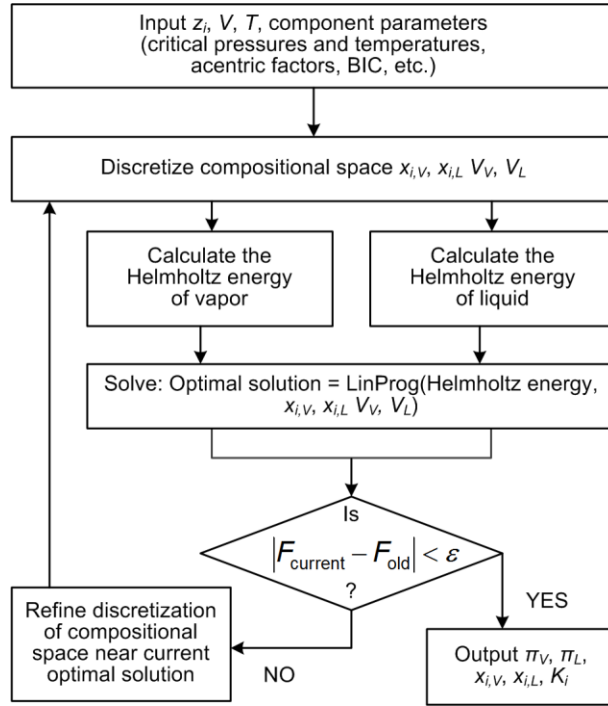 Input zᵢ, V, T, component parameters
(critical pressures and temperatures,
acentric factors, BIC, etc.)
Discretize compositional space xᵢ,V, xᵢ,L VV, VL
Calculate the
Helmholtz energy
of vapor
Calculate the
Helmholtz energy
of liquid
Solve: Optimal solution = LinProg(Helmholtz energy,
xᵢ,V, xᵢ,L VV, VL)
Is
|Fcurrent − Fold| < ε
?
YES
NO
Refine discretization
of compositional
space near current
optimal solution
Output πV, πL,
xᵢ,V, xᵢ,L, Kᵢ